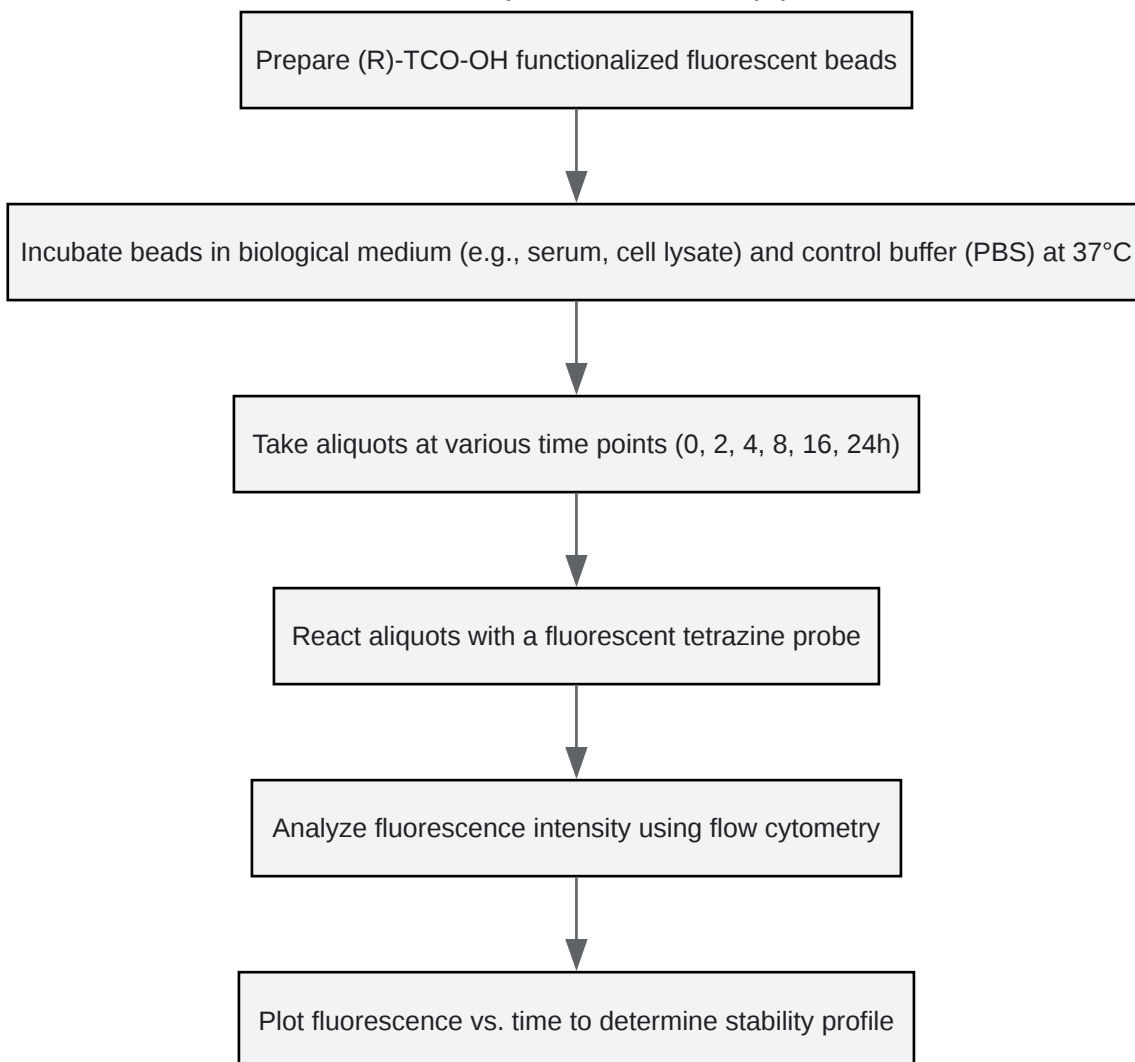 Prepare (R)-TCO-OH functionalized fluorescent beads
Incubate beads in biological medium (e.g., serum, cell lysate) and control buffer (PBS) at 37°C
Take aliquots at various time points (0, 2, 4, 8, 16, 24h)
React aliquots with a fluorescent tetrazine probe
Analyze fluorescence intensity using flow cytometry
Plot fluorescence vs. time to determine stability profile